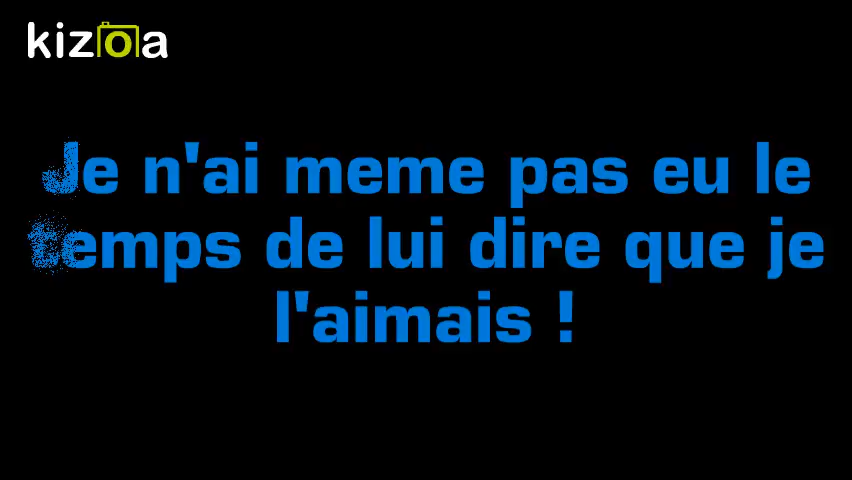 kizoa
Je n'ai meme pas eu le
temps de lui dire que je
l'aimais !